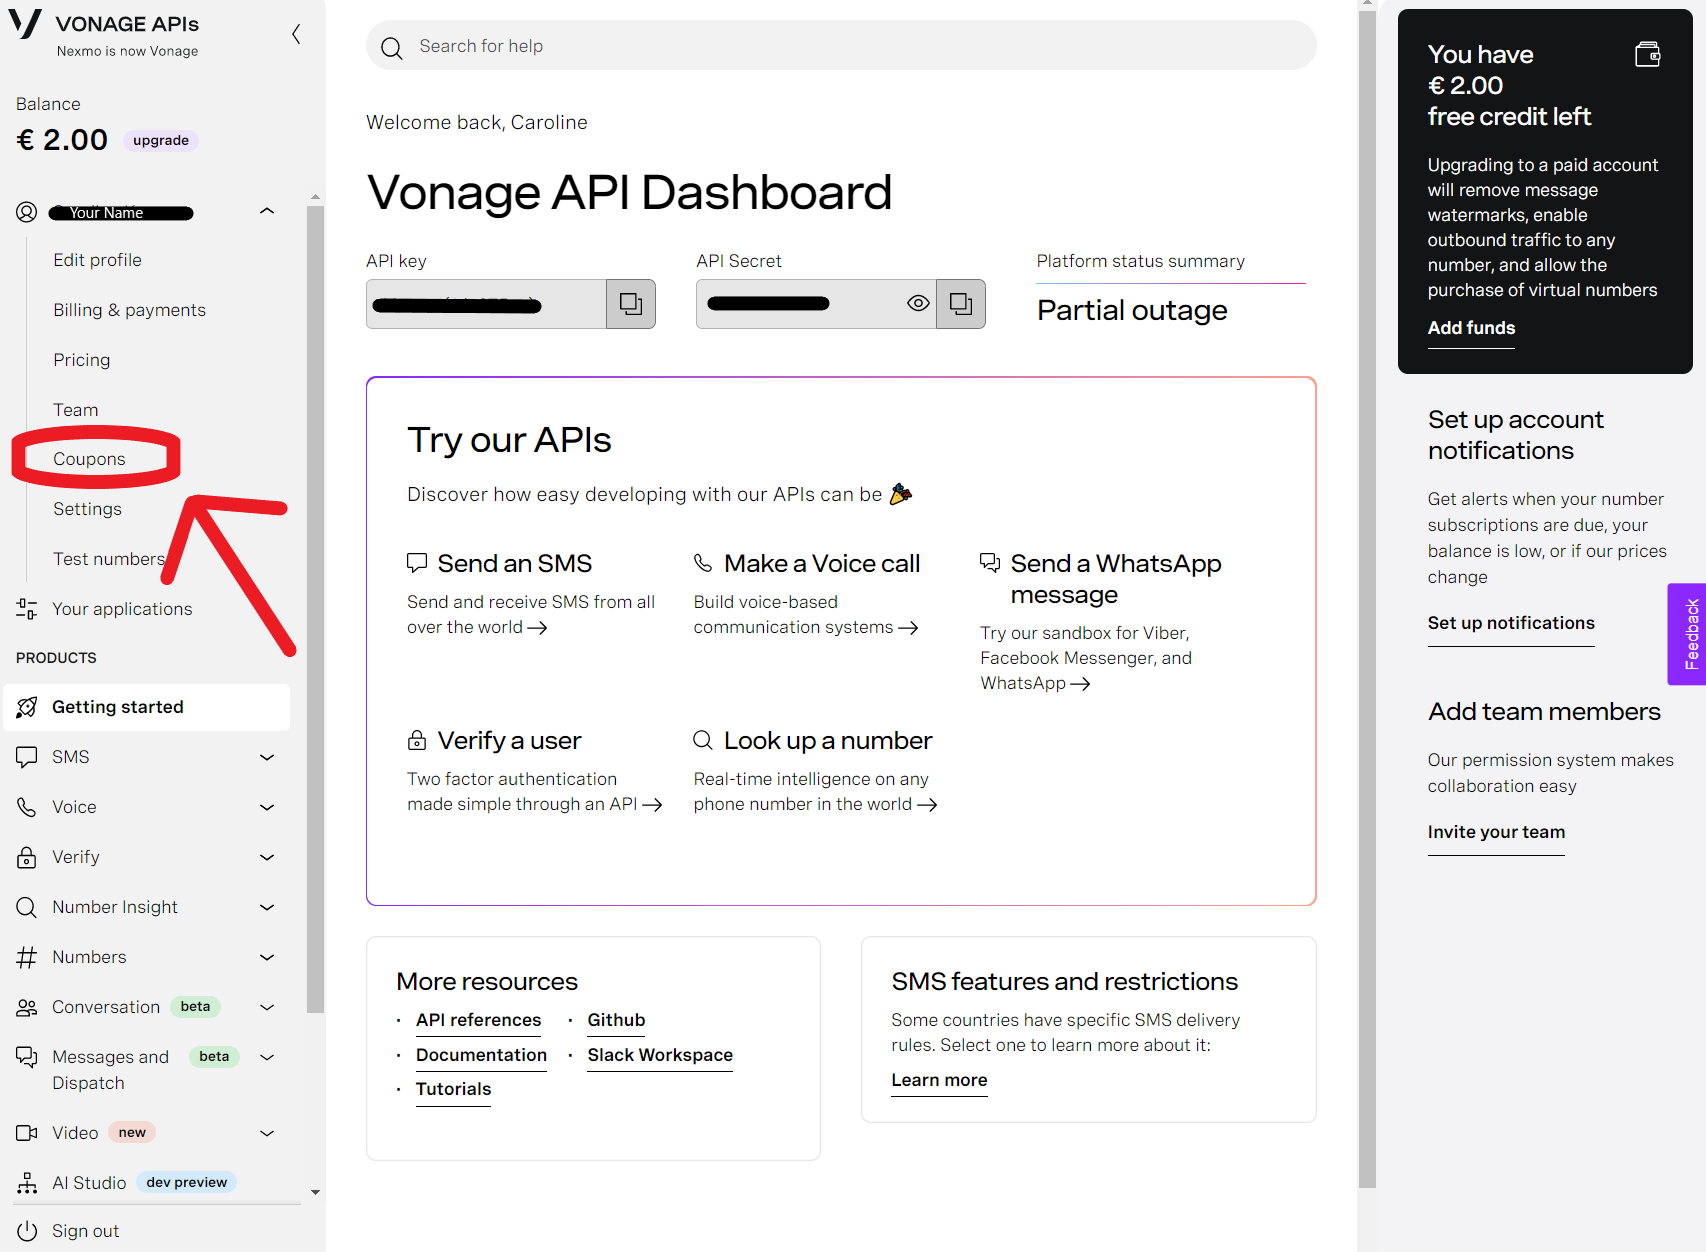 VONAGE APIs
Nexmo is now Vonage
Balance
€ 2.00 upgrade
Your Name
Edit profile
Billing & payments
Pricing
Team
Coupons
Settings
Test numbers
Your applications
PRODUCTS
Getting started
SMS
Voice
Verify
Number Insight
Numbers
Conversation beta
Messages and beta
Dispatch
Video new
AI Studio dev preview
Sign out
Search for help
Welcome back, Caroline
Vonage API Dashboard
API key
API Secret
Platform status summary
Partial outage
Try our APIs
Discover how easy developing with our APIs can be
Send an SMS
Send and receive SMS from all
over the world
Make a Voice call
Build voice-based
communication systems
Send a WhatsApp
message
Try our sandbox for Viber,
Facebook Messenger, and
WhatsApp
Verify a user
Two factor authentication
made simple through an API
Look up a number
Real-time intelligence on any
phone number in the world
More resources
· API references · Github
· Documentation · Slack Workspace
· Tutorials
SMS features and restrictions
Some countries have specific SMS delivery
rules. Select one to learn more about it:
Learn more
You have
€ 2.00
free credit left
Upgrading to a paid account
will remove message
watermarks, enable
outbound traffic to any
number, and allow the
purchase of virtual numbers
Add funds
Set up account
notifications
Get alerts when your number
subscriptions are due, your
balance is low, or if our prices
change
Set up notifications
Add team members
Our permission system makes
collaboration easy
Invite your team
Feedback